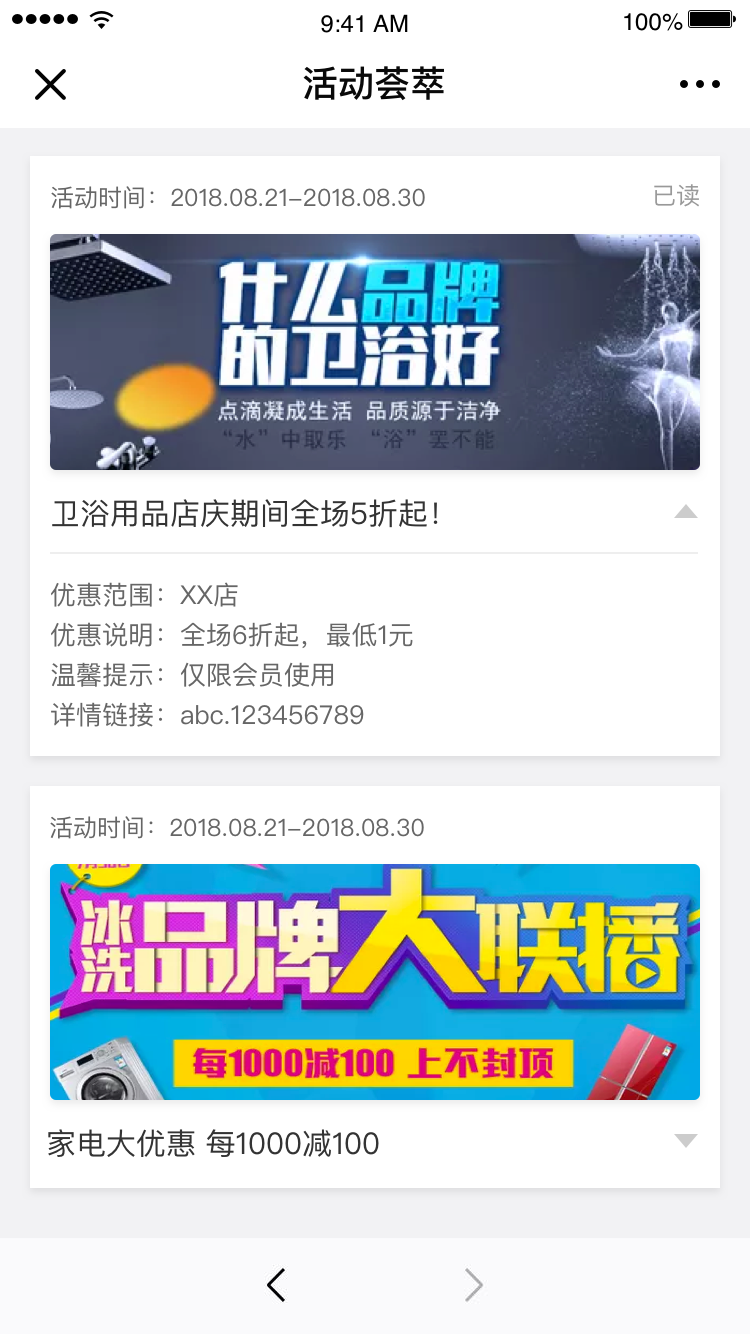 9:41 AM
100%
活动荟萃
活动时间：2018.08.21-2018.08.30
已读
什么品牌
的卫浴好
点滴凝成生活 品质源于洁净
“水”中取乐 “浴”罢不能
卫浴用品店庆期间全场5折起！
优惠范围：XX店
优惠说明：全场6折起，最低1元
温馨提示：仅限会员使用
详情链接：abc.123456789
活动时间：2018.08.21-2018.08.30
冰洗品牌大联播
每1000减100 上不封顶
家电大优惠 每1000减100